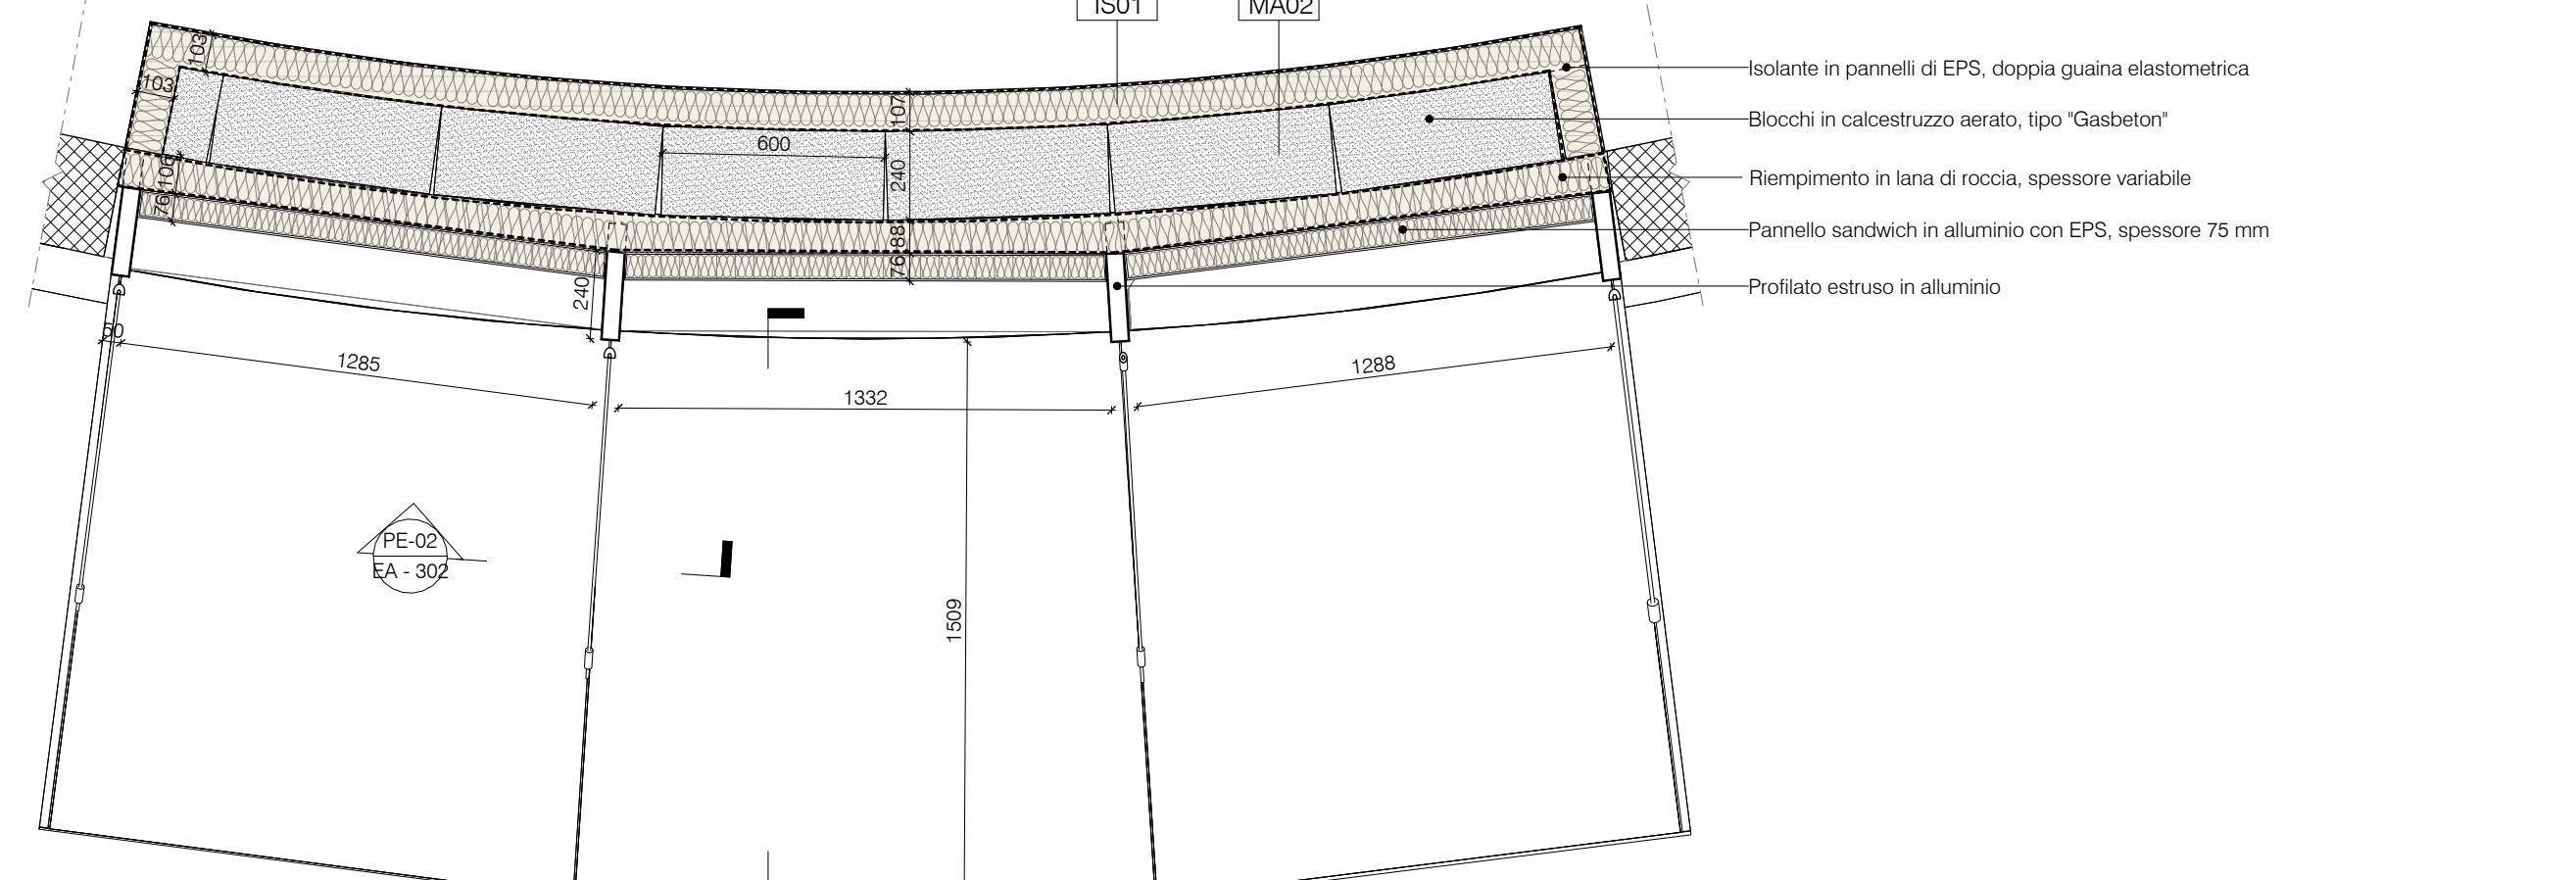 IS01
MA02
Isolante in pannelli di EPS, doppia guaina elastometrica
Blocchi in calcestruzzo aerato, tipo "Gasbeton"
Riempimento in lana di roccia, spessore variabile
Pannello sandwich in alluminio con EPS, spessore 75 mm
Profilato estruso in alluminio
103
103
107
600
240
106
76
88
76
240
50
1285
1332
1288
PE-02
EA - 302
1509